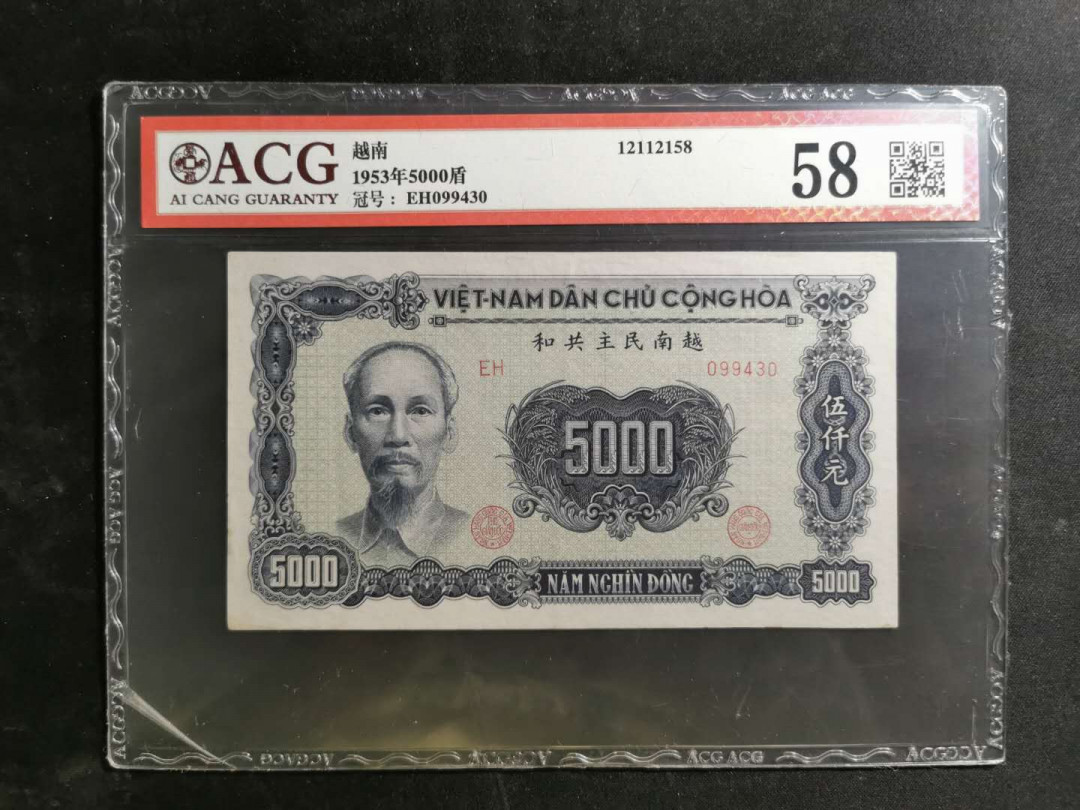 ACG
AI CANG GUARANTY
越南
1953年5000盾
冠号： EH099430
12112158
58
VIỆT-NAM DÂN CHỦ CỘNG HÒA
和共主民南越
EH
099430
5000
伍仟元
5000
NĂM NGHÌN ĐỒNG
5000